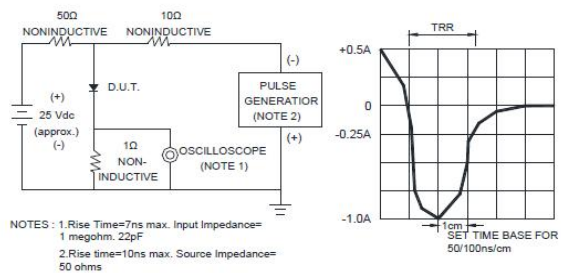 50Ω
NONINDUCTIVE
10Ω
NONINDUCTIVE
(+)
25 Vdc
(approx.)
(-)
D.U.T.
1Ω
NON-
INDUCTIVE
OSCILLOSCOPE
(NOTE 1)
(-)
PULSE
GENERATIOR
(NOTE 2)
(+)
TRR
+0.5A
0
-0.25A
-1.0A
1cm
SET TIME BASE FOR
50/100ns/cm
NOTES : 1.Rise Time=7ns max. Input Impedance=
1 megohm. 22pF
2.Rise time=10ns max. Source Impedance=
50 ohms